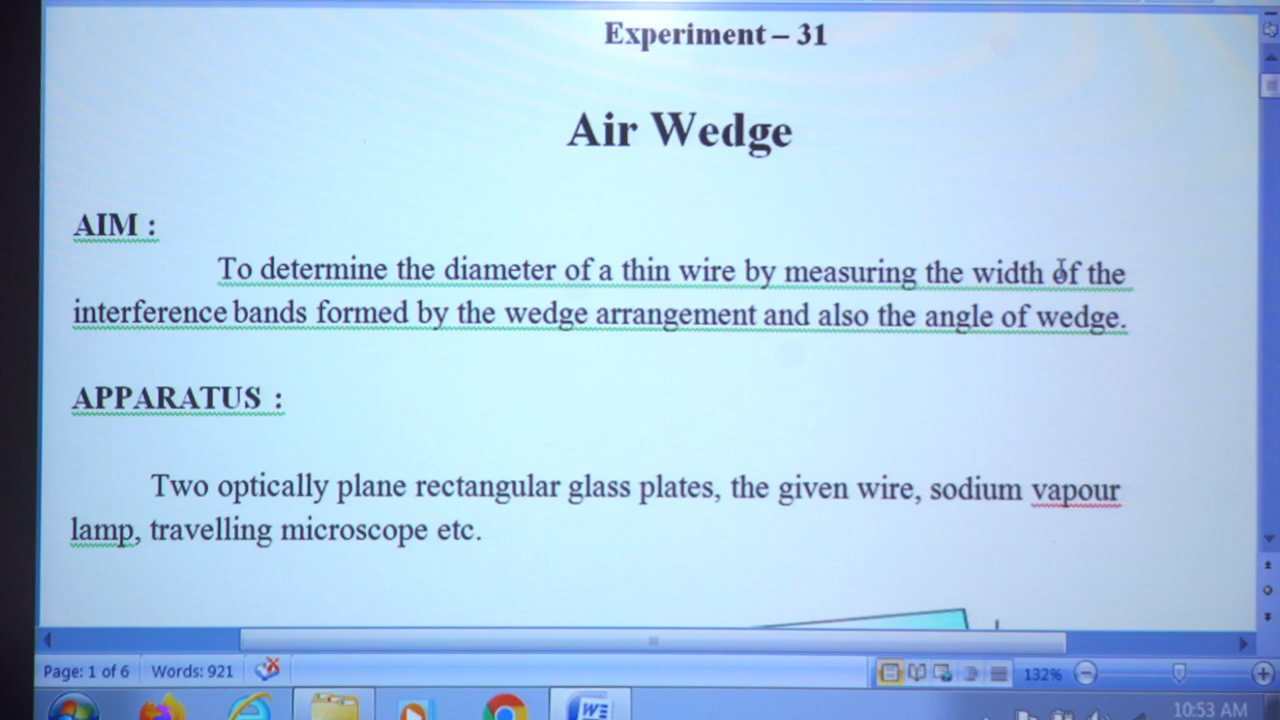 Experiment – 31
Air Wedge
AIM :
To determine the diameter of a thin wire by measuring the width of the
interference bands formed by the wedge arrangement and also the angle of wedge.
APPARATUS :
Two optically plane rectangular glass plates, the given wire, sodium vapour
lamp, travelling microscope etc.
Page: 1 of 6 Words: 921 132%
10:53 AM